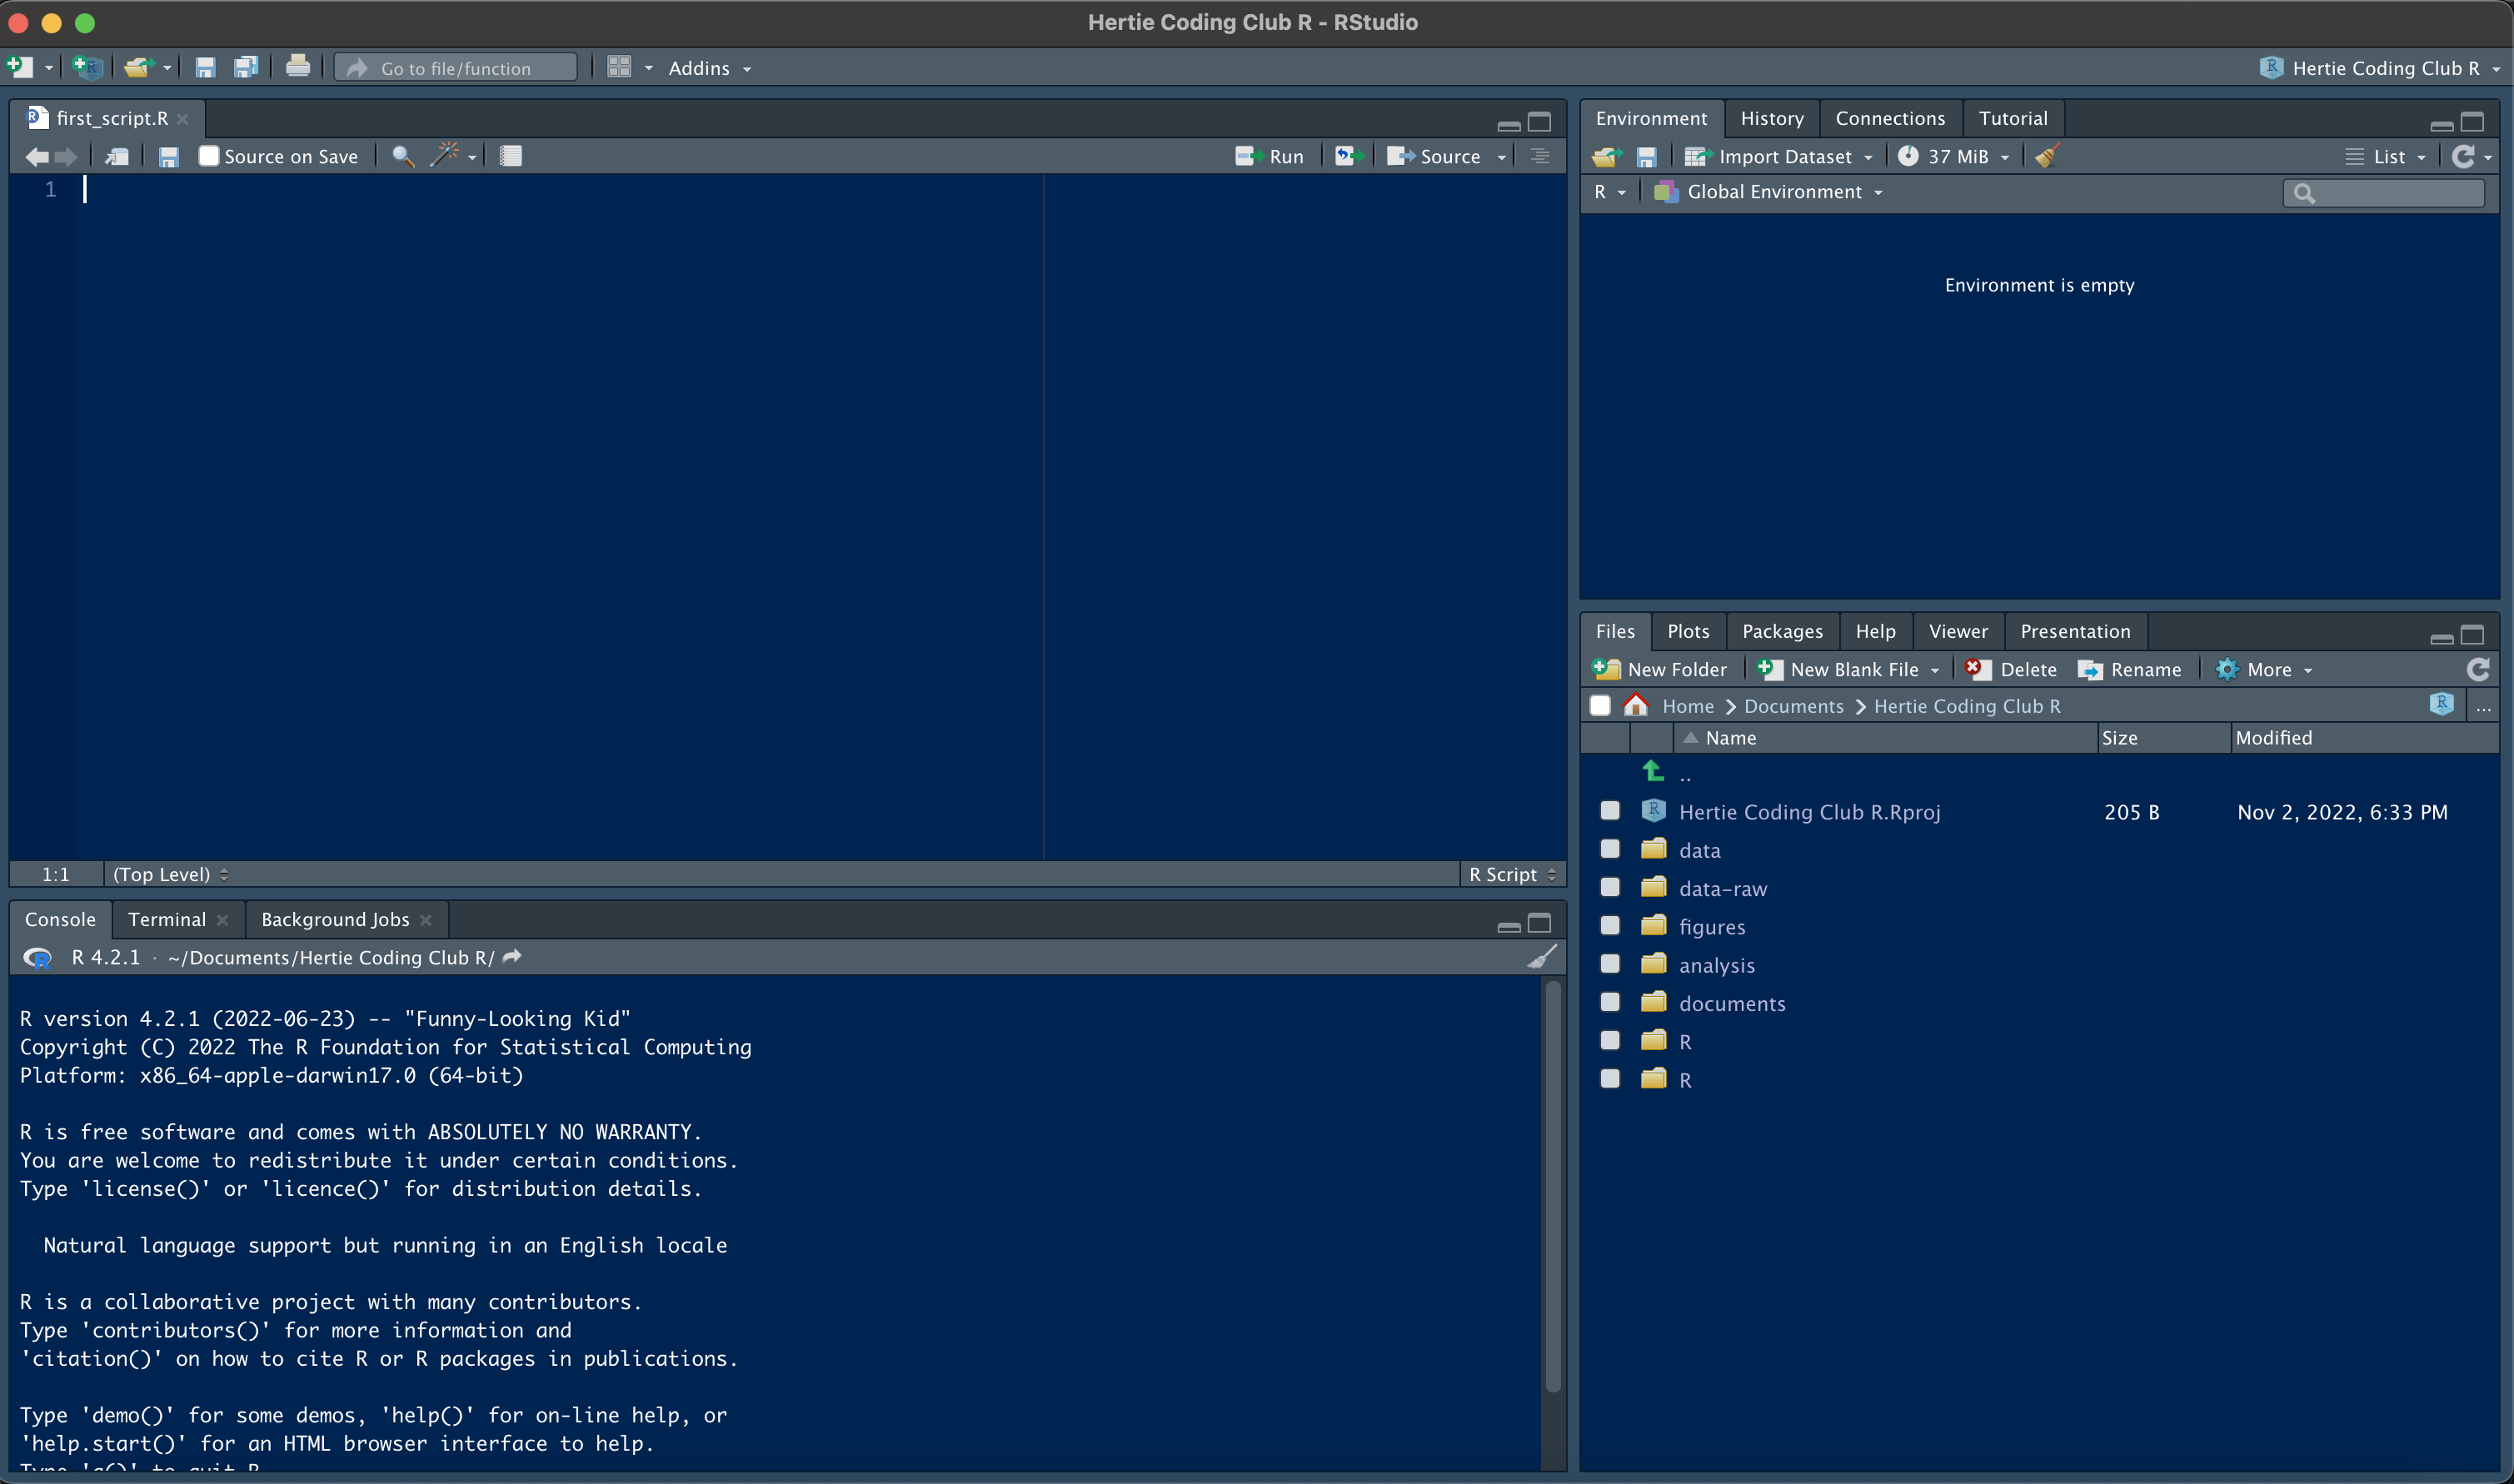 Hertie Coding Club R - RStudio
Go to file/function
Addins
Hertie Coding Club R
first_script.R
Source on Save
Run
Source
1
1:1
(Top Level)
R Script
Console
Terminal
Background Jobs
R 4.2.1 · ~/Documents/Hertie Coding Club R/
R version 4.2.1 (2022-06-23) -- "Funny-Looking Kid"
Copyright (C) 2022 The R Foundation for Statistical Computing
Platform: x86_64-apple-darwin17.0 (64-bit)
R is free software and comes with ABSOLUTELY NO WARRANTY.
You are welcome to redistribute it under certain conditions.
Type 'license()' or 'licence()' for distribution details.
Natural language support but running in an English locale
R is a collaborative project with many contributors.
Type 'contributors()' for more information and
'citation()' on how to cite R or R packages in publications.
Type 'demo()' for some demos, 'help()' for on-line help, or
'help.start()' for an HTML browser interface to help.
Type 'q()' to quit R.
Environment
History
Connections
Tutorial
Import Dataset
37 MiB
List
R
Global Environment
Environment is empty
Files
Plots
Packages
Help
Viewer
Presentation
New Folder
New Blank File
Delete
Rename
More
Home
Documents
Hertie Coding Club R
...
Name
Size
Modified
..
Hertie Coding Club R.Rproj 205 B Nov 2, 2022, 6:33 PM
data
data-raw
figures
analysis
documents
R
R